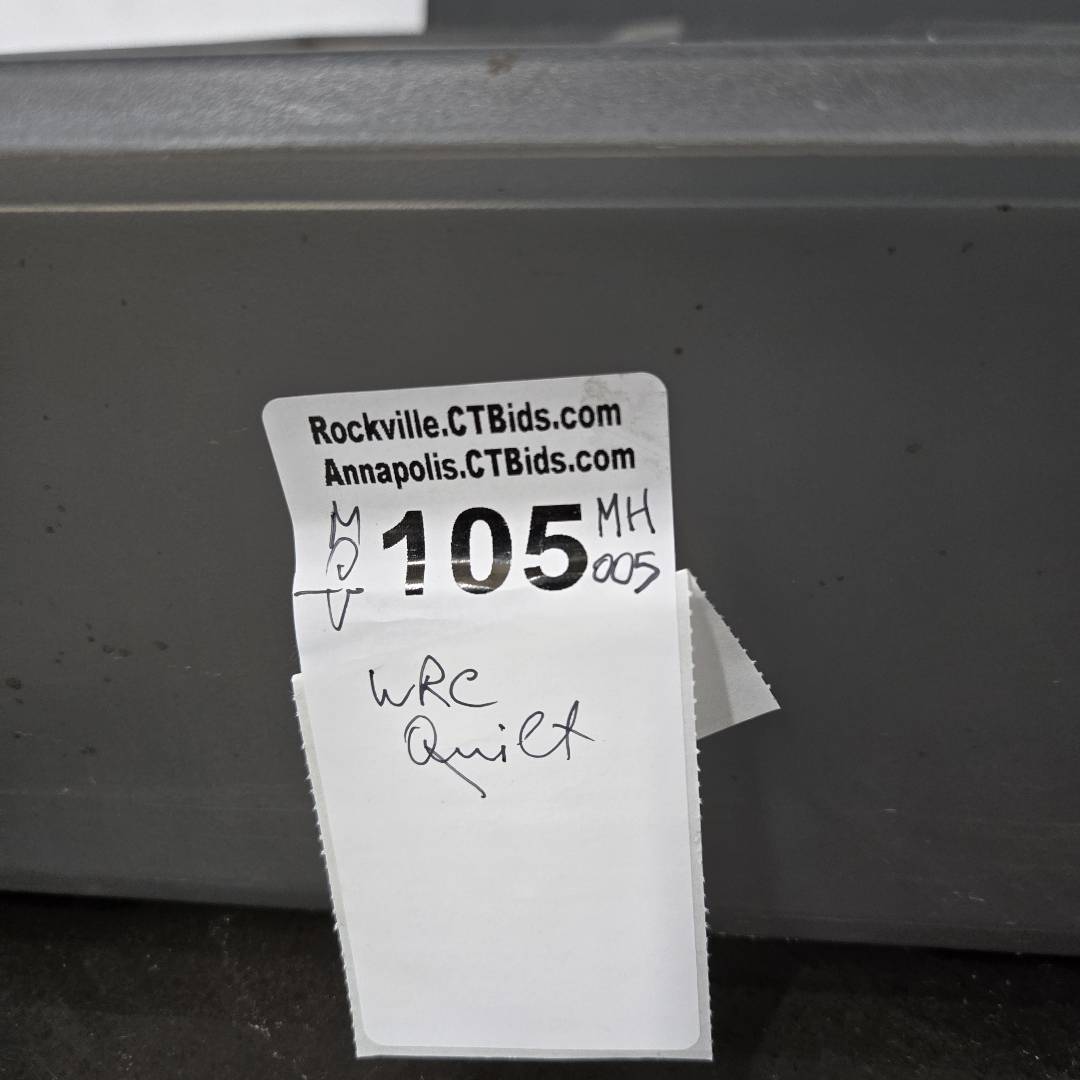 Rockville.CTBids.com
Annapolis.CTBids.com
105
MH
005
WRC
Quilt